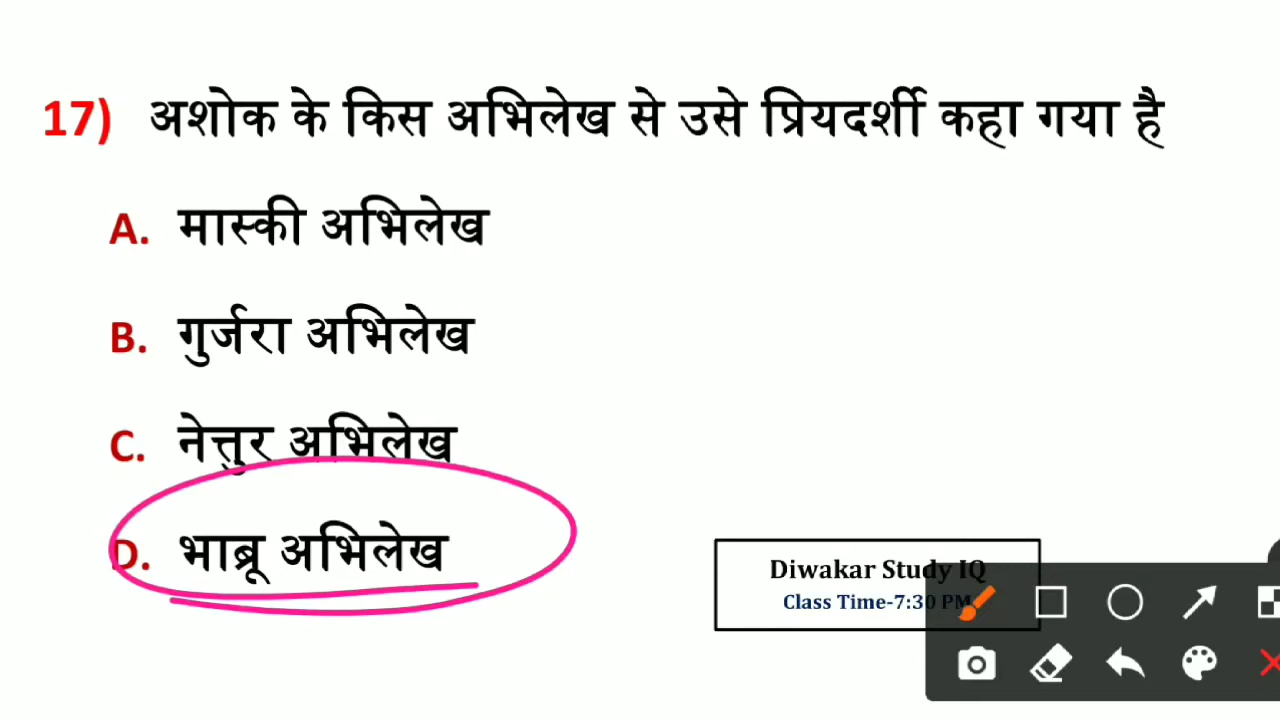 17) अशोक के किस अभिलेख से उसे प्रियदर्शी कहा गया है
A. मास्की अभिलेख
B. गुर्जरा अभिलेख
C. नेत्तुर अभिलेख
D. भाब्रू अभिलेख
Diwakar Study IQ
Class Time-7:30 PM